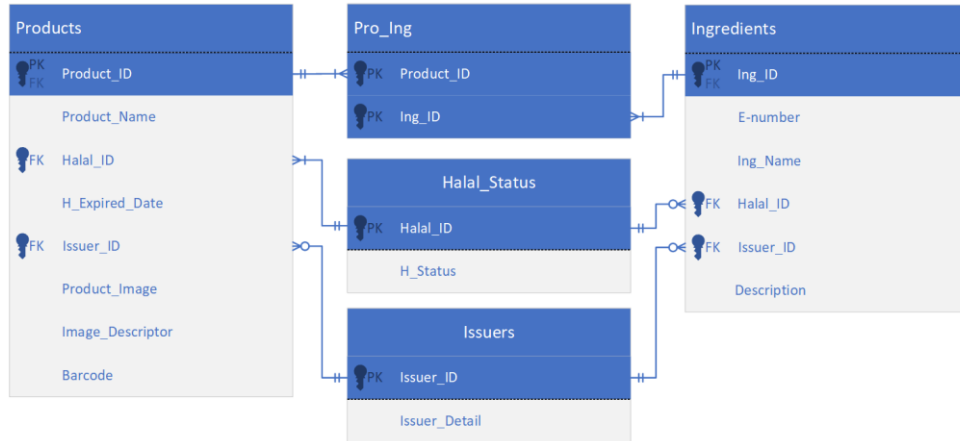 Products
PK
FK
Product_ID
Product_Name
FK Halal_ID
H_Expired_Date
FK Issuer_ID
Product_Image
Image_Descriptor
Barcode
Pro_Ing
PK Product_ID
PK Ing_ID
Halal_Status
PK Halal_ID
H_Status
Issuers
PK Issuer_ID
Issuer_Detail
Ingredients
PK
FK
Ing_ID
E-number
Ing_Name
FK Halal_ID
FK Issuer_ID
Description